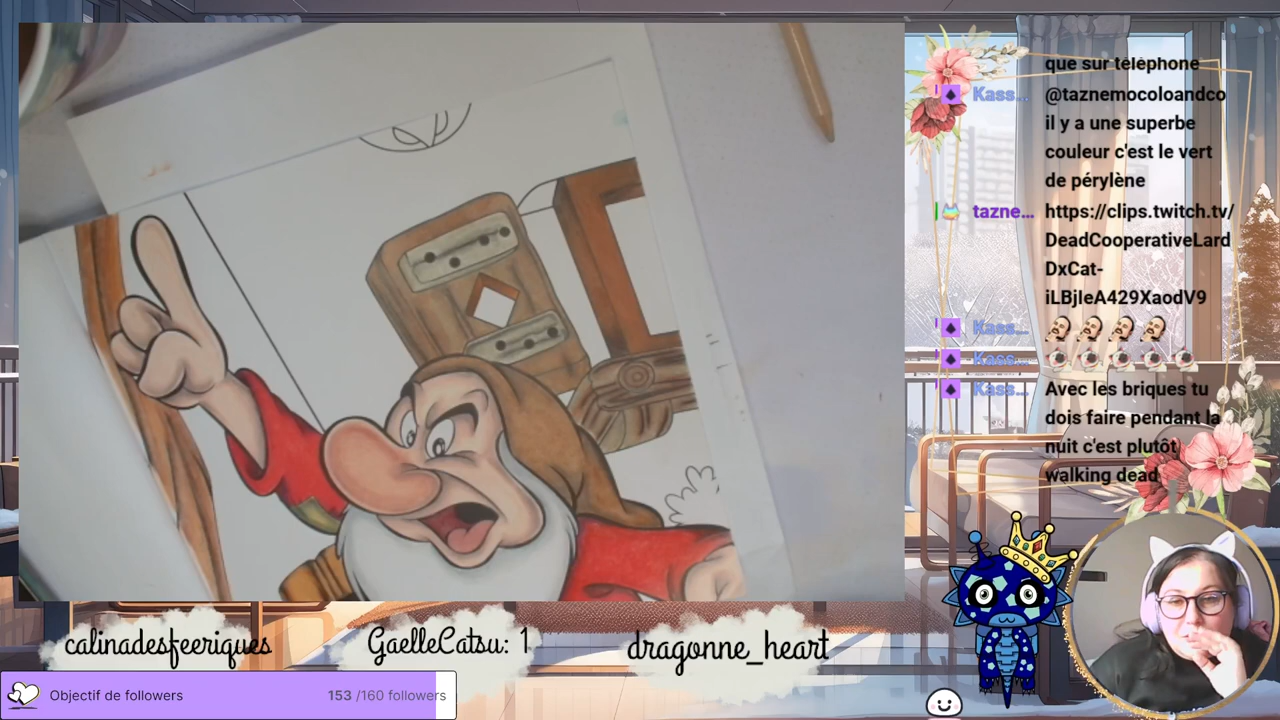 que sur téléphone
Kass... @taznemocoloandco
il y a une superbe
couleur c'est le vert
de pérylène
tazne... https://clips.twitch.tv/
DeadCooperativeLard
DxCat-
iLBjIeA429XaodV9
Kass...
Kass...
Kass... Avec les briques tu
dois faire pendant la
nuit c'est plutôt
walking dead
calinadesfeeriques
GaelleCatsu: 1
dragonne_heart
Objectif de followers 153 /160 followers